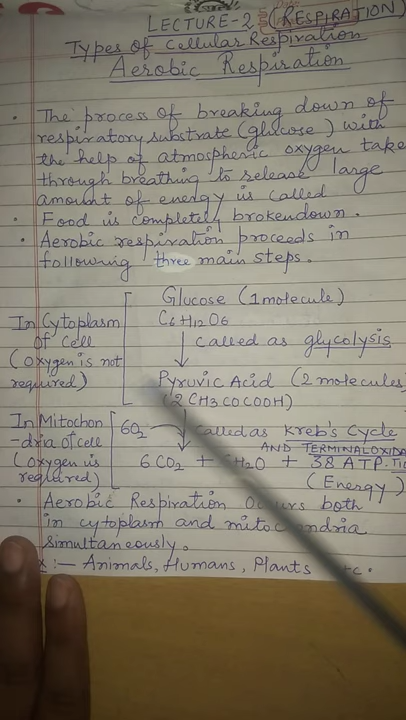 LECTURE-2 (RESPIRATION)
Types of Cellular Respiration
Aerobic Respiration
• The process of breaking down of
respiratory substrate (glucose) with
the help of atmospheric oxygen take
through breathing to release large
amount of energy is called
• Food is completely brokendown.
• Aerobic respiration proceeds in
following three main steps.
Glucose (1 molecule)
In Cytoplasm
of cell
(Oxygen is not
required)
C6H12O6
↓ called as glycolysis
Pyruvic Acid (2 molecules)
(2 CH3COCOOH)
In Mitochon
-dria of cell
(Oxygen is
required)
6O2 → called as Kreb's Cycle
AND TERMINALOXIDA
6CO2 + H2O + 38 ATP.
(Energy)
• Aerobic Respiration Occurs both
in cytoplasm and mitochondria
simultaneously.
:— Animals, Humans, Plants etc.